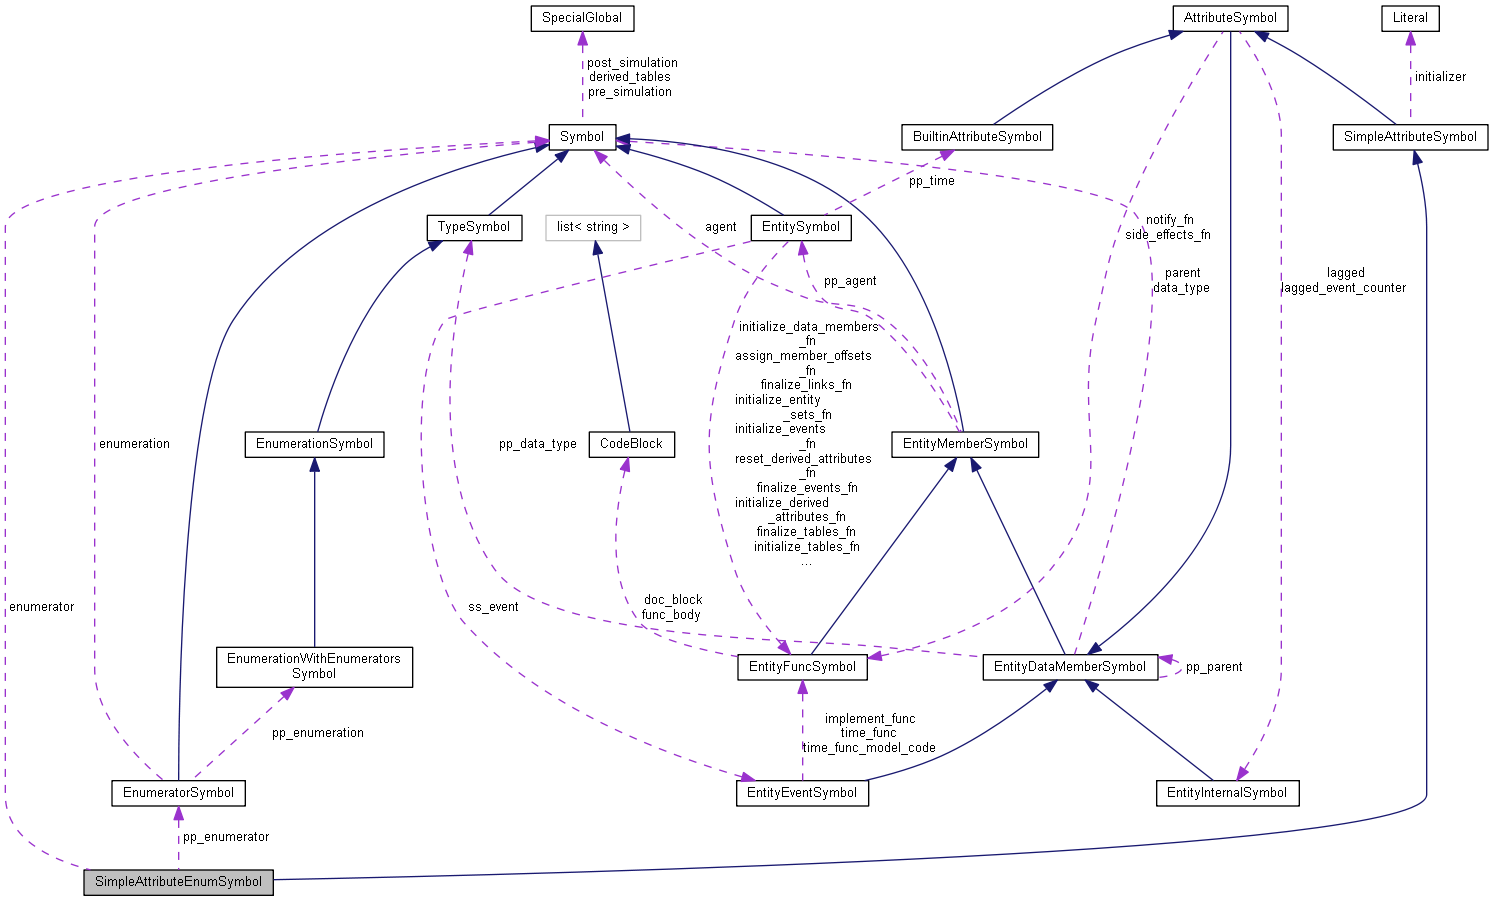 SpecialGlobal
AttributeSymbol
Literal
post_simulation
derived_tables
pre_simulation
initializer
Symbol
BuiltinAttributeSymbol
SimpleAttributeSymbol
pp_time
TypeSymbol
list< string >
EntitySymbol
agent
notify_fn
side_effects_fn
pp_agent
parent
data_type
lagged
lagged_event_counter
initialize_data_members
_fn
assign_member_offsets
_fn
finalize_links_fn
initialize_entity
_sets_fn
initialize_events
_fn
reset_derived_attributes
_fn
finalize_events_fn
initialize_derived
_attributes_fn
finalize_tables_fn
initialize_tables_fn
...
enumeration
EnumerationSymbol
pp_data_type
CodeBlock
EntityMemberSymbol
enumerator
ss_event
doc_block
func_body
EnumerationWithEnumerators
Symbol
EntityFuncSymbol
EntityDataMemberSymbol
pp_parent
pp_enumeration
implement_func
time_func
time_func_model_code
EnumeratorSymbol
EntityEventSymbol
EntityInternalSymbol
pp_enumerator
SimpleAttributeEnumSymbol